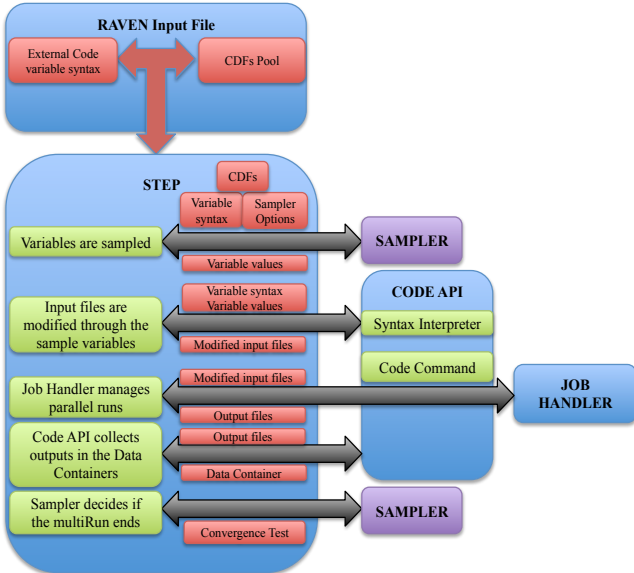 RAVEN Input File
External Code
variable syntax
CDFs Pool
STEP
CDFs
Variable
syntax
Sampler
Options
Variables are sampled
SAMPLER
Variable values
Variable syntax
Variable values
CODE API
Input files are
modified through the
sample variables
Syntax Interpreter
Modified input files
Code Command
Modified input files
Job Handler manages
parallel runs
JOB
HANDLER
Output files
Output files
Code API collects
outputs in the Data
Containers
Data Container
Sampler decides if
the multiRun ends
SAMPLER
Convergence Test